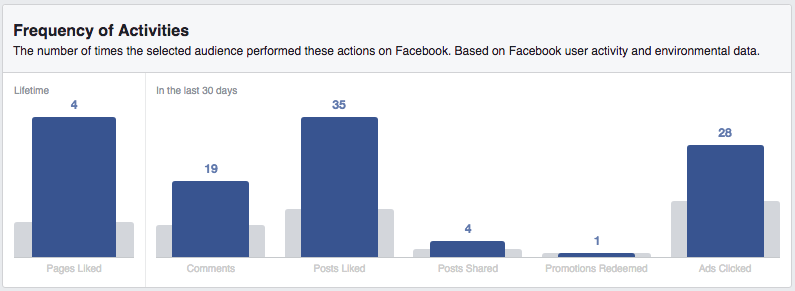 Frequency of Activities
The number of times the selected audience performed these actions on Facebook. Based on Facebook user activity and environmental data.
Lifetime
In the last 30 days
4
19
35
4
1
28
Pages Liked
Comments
Posts Liked
Posts Shared
Promotions Redeemed
Ads Clicked